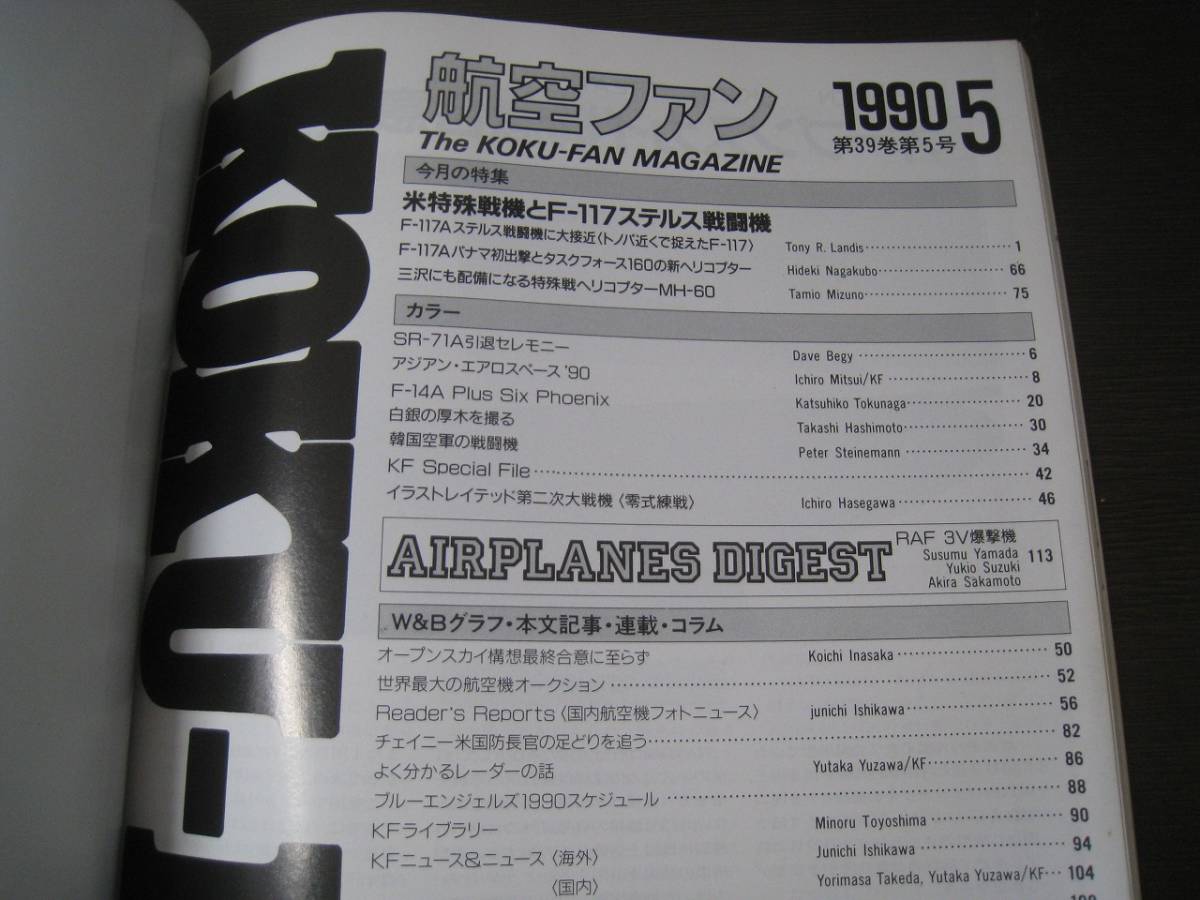 KOKU-F
航空ファン
The KOKU-FAN MAGAZINE
1990 5
第39巻第5号
今月の特集
米特殊戦機とF-117ステルス戦闘機
F-117Aステルス戦闘機に大接近〈トノパ近くで捉えたF-117〉 Tony R. Landis 1
F-117Aパナマ初出撃とタスクフォース160の新ヘリコプター Hideki Nagakubo 66
三沢にも配備になる特殊戦ヘリコプターMH-60 Tamio Mizuno 75
カラー
SR-71A引退セレモニー Dave Begy 6
アジアン・エアロスペース'90 Ichiro Mitsui/KF 8
F-14A Plus Six Phoenix Katsuhiko Tokunaga 20
白銀の厚木を撮る Takashi Hashimoto 30
韓国空軍の戦闘機 Peter Steinemann 34
KF Special File 42
イラストレイテッド第二次大戦機〈零式練戦〉 Ichiro Hasegawa 46
AIRPLANES DIGEST
RAF 3V爆撃機
Susumu Yamada
Yukio Suzuki 113
Akira Sakamoto
W&Bグラフ・本文記事・連載・コラム
オープンスカイ構想最終合意に至らず Koichi Inasaka 50
世界最大の航空機オークション 52
Reader's Reports〈国内航空機フォトニュース〉 junichi Ishikawa 56
チェイニー米国防長官の足どりを追う 82
よく分かるレーダーの話 Yutaka Yuzawa/KF 86
ブルーエンジェルズ1990スケジュール 88
KFライブラリー Minoru Toyoshima 90
KFニュース&ニュース〈海外〉 Junichi Ishikawa 94
〈国内〉 Yorimasa Takeda, Yutaka Yuzawa/KF 104